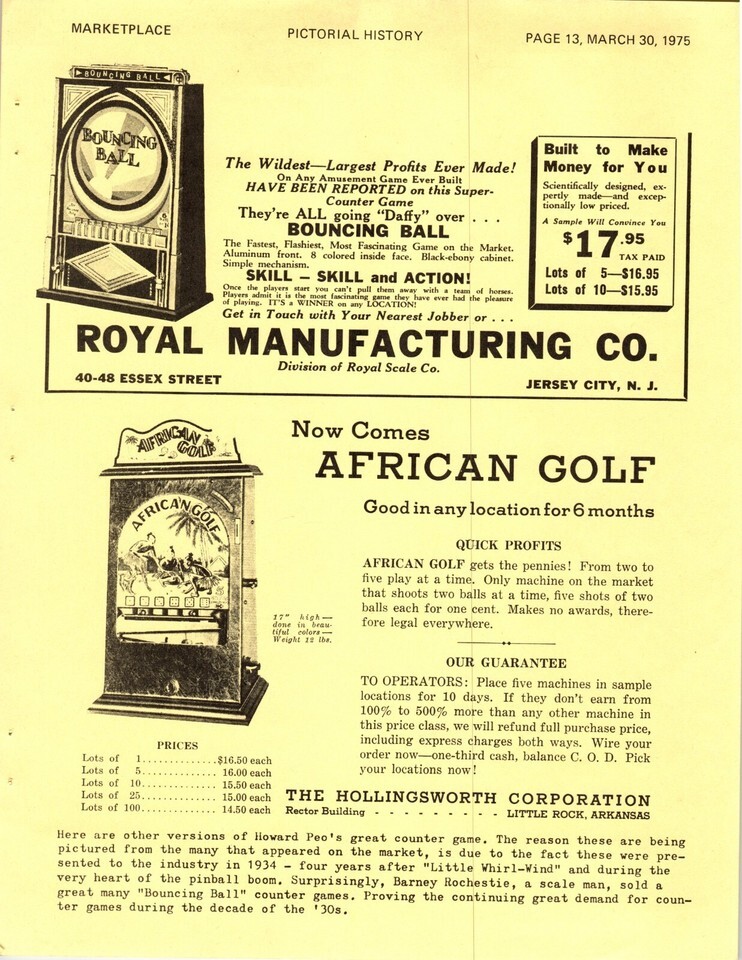 MARKETPLACE
PICTORIAL HISTORY
PAGE 13, MARCH 30, 1975
BOUNCING BALL
BOUNCING
BALL
The Wildest—Largest Profits Ever Made!
On Any Amusement Game Ever Built
HAVE BEEN REPORTED on this Super-
Counter Game
They're ALL going "Daffy" over . . .
BOUNCING BALL
The Fastest, Flashiest, Most Fascinating Game on the Market.
Aluminum front. 8 colored inside face. Black-ebony cabinet.
Simple mechanism.
SKILL – SKILL and ACTION!
Once the players start you can't pull them away with a team of horses.
Players admit it is the most fascinating game they have ever had the pleasure
of playing. IT'S a WINNER on any LOCATION!
Get in Touch with Your Nearest Jobber or . . .
Built to Make
Money for You
Scientifically designed, ex-
pertly made—and excep-
tionally low priced.
A Sample Will Convince You
$17.95
TAX PAID
Lots of 5—$16.95
Lots of 10—$15.95
ROYAL MANUFACTURING CO.
Division of Royal Scale Co.
40-48 ESSEX STREET
JERSEY CITY, N. J.
AFRICAN
GOLF
AFRICAN GOLF
Now Comes
AFRICAN GOLF
Good in any location for 6 months
QUICK PROFITS
AFRICAN GOLF gets the pennies! From two to
five play at a time. Only machine on the market
that shoots two balls at a time, five shots of two
balls each for one cent. Makes no awards, there-
fore legal everywhere.
17" high—
done in beau-
tiful colors—
Weight 12 lbs.
OUR GUARANTEE
TO OPERATORS: Place five machines in sample
locations for 10 days. If they don't earn from
100% to 500% more than any other machine in
this price class, we will refund full purchase price,
including express charges both ways. Wire your
order now—one-third cash, balance C. O. D. Pick
your locations now!
PRICES
Lots of 1.............$16.50 each
Lots of 5............. 16.00 each
Lots of 10............. 15.50 each
Lots of 25............. 15.00 each
Lots of 100............. 14.50 each
THE HOLLINGSWORTH CORPORATION
Rector Building - - - - - - - - - LITTLE ROCK, ARKANSAS
Here are other versions of Howard Peo's great counter game. The reason these are being
pictured from the many that appeared on the market, is due to the fact these were pre-
sented to the industry in 1934 - four years after "Little Whirl-Wind" and during the
very heart of the pinball boom. Surprisingly, Barney Rochestie, a scale man, sold a
great many "Bouncing Ball" counter games. Proving the continuing great demand for coun-
ter games during the decade of the '30s.